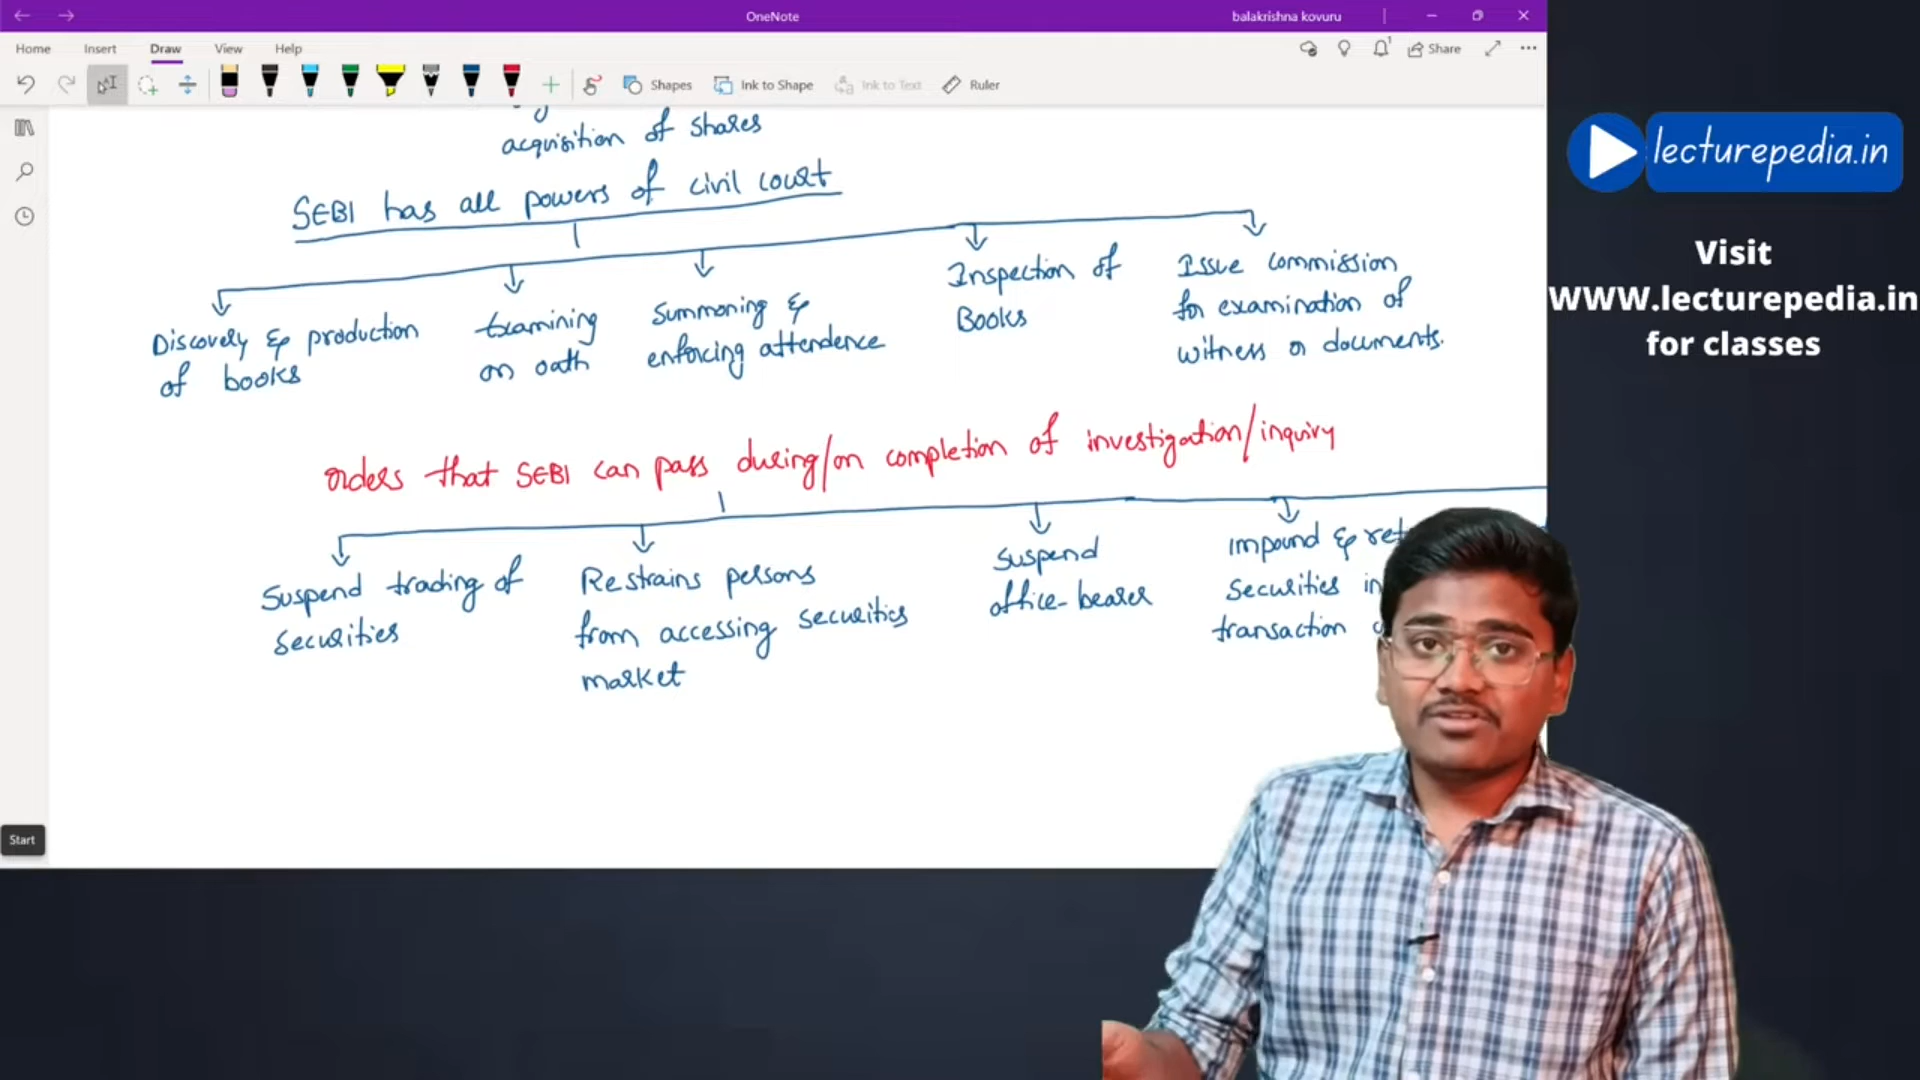 OneNote
balakrishna kovuru
Home Insert Draw View Help
1
Share
Shapes
Ink to Shape
Ink to Text
Ruler
acquisition of shares
SEBI has all powers of civil court
Discovely & production
of books
Examining
on oath
Summoning &
enforcing attendence
Inspection of
Books
Issue commission
for examination of
witness or documents.
orders that SEBI can pass during/on completion of investigation/inquiry
Suspend trading of
securities
Restrains persons
from accessing securities
market
Suspend
office-bearer
Impound & ret
Securities in
transaction
Start
lecturepedia.in
Visit
WWW.lecturepedia.in
for classes